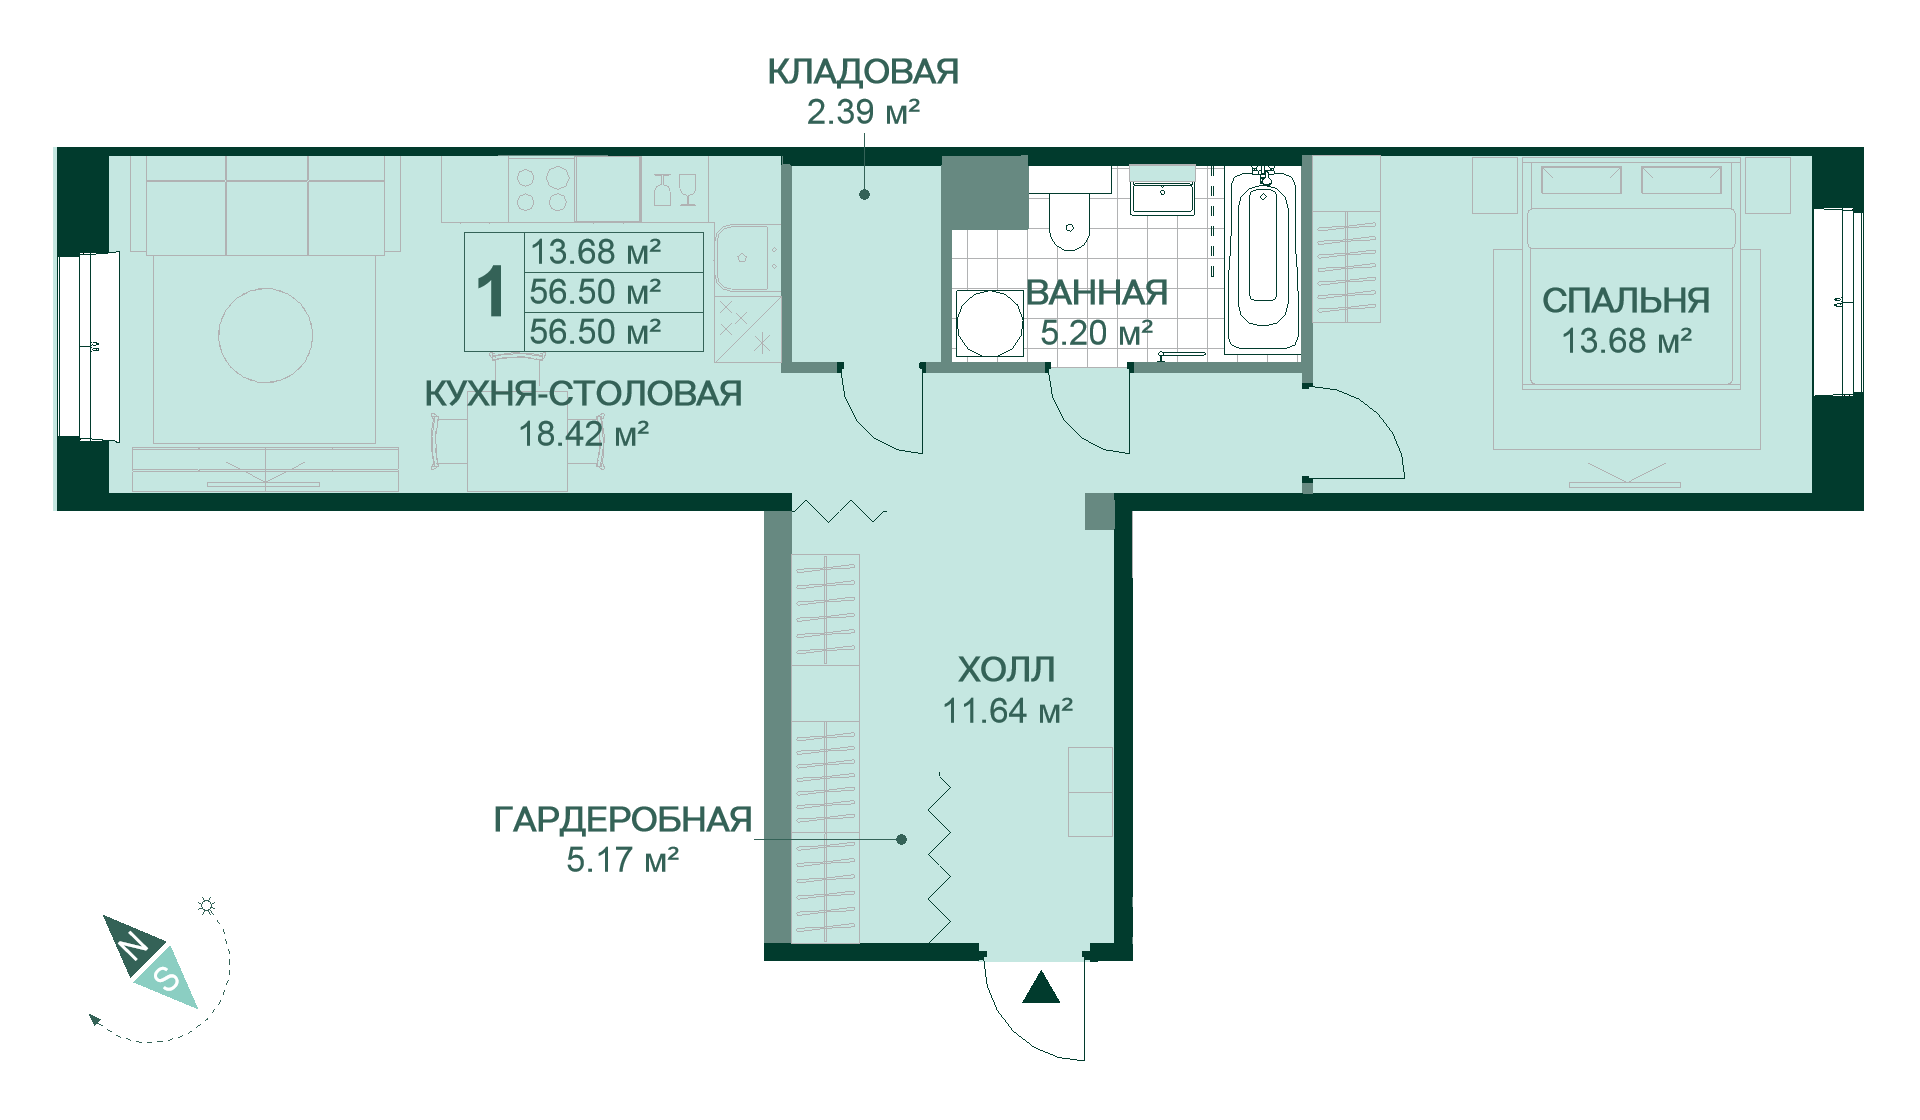 КЛАДОВАЯ
2.39 м²
1
13.68 м²
56.50 м²
56.50 м²
КУХНЯ-СТОЛОВАЯ
18.42 м²
ВАННАЯ
5.20 м²
СПАЛЬНЯ
13.68 м²
ХОЛЛ
11.64 м²
ГАРДЕРОБНАЯ
5.17 м²
N
S